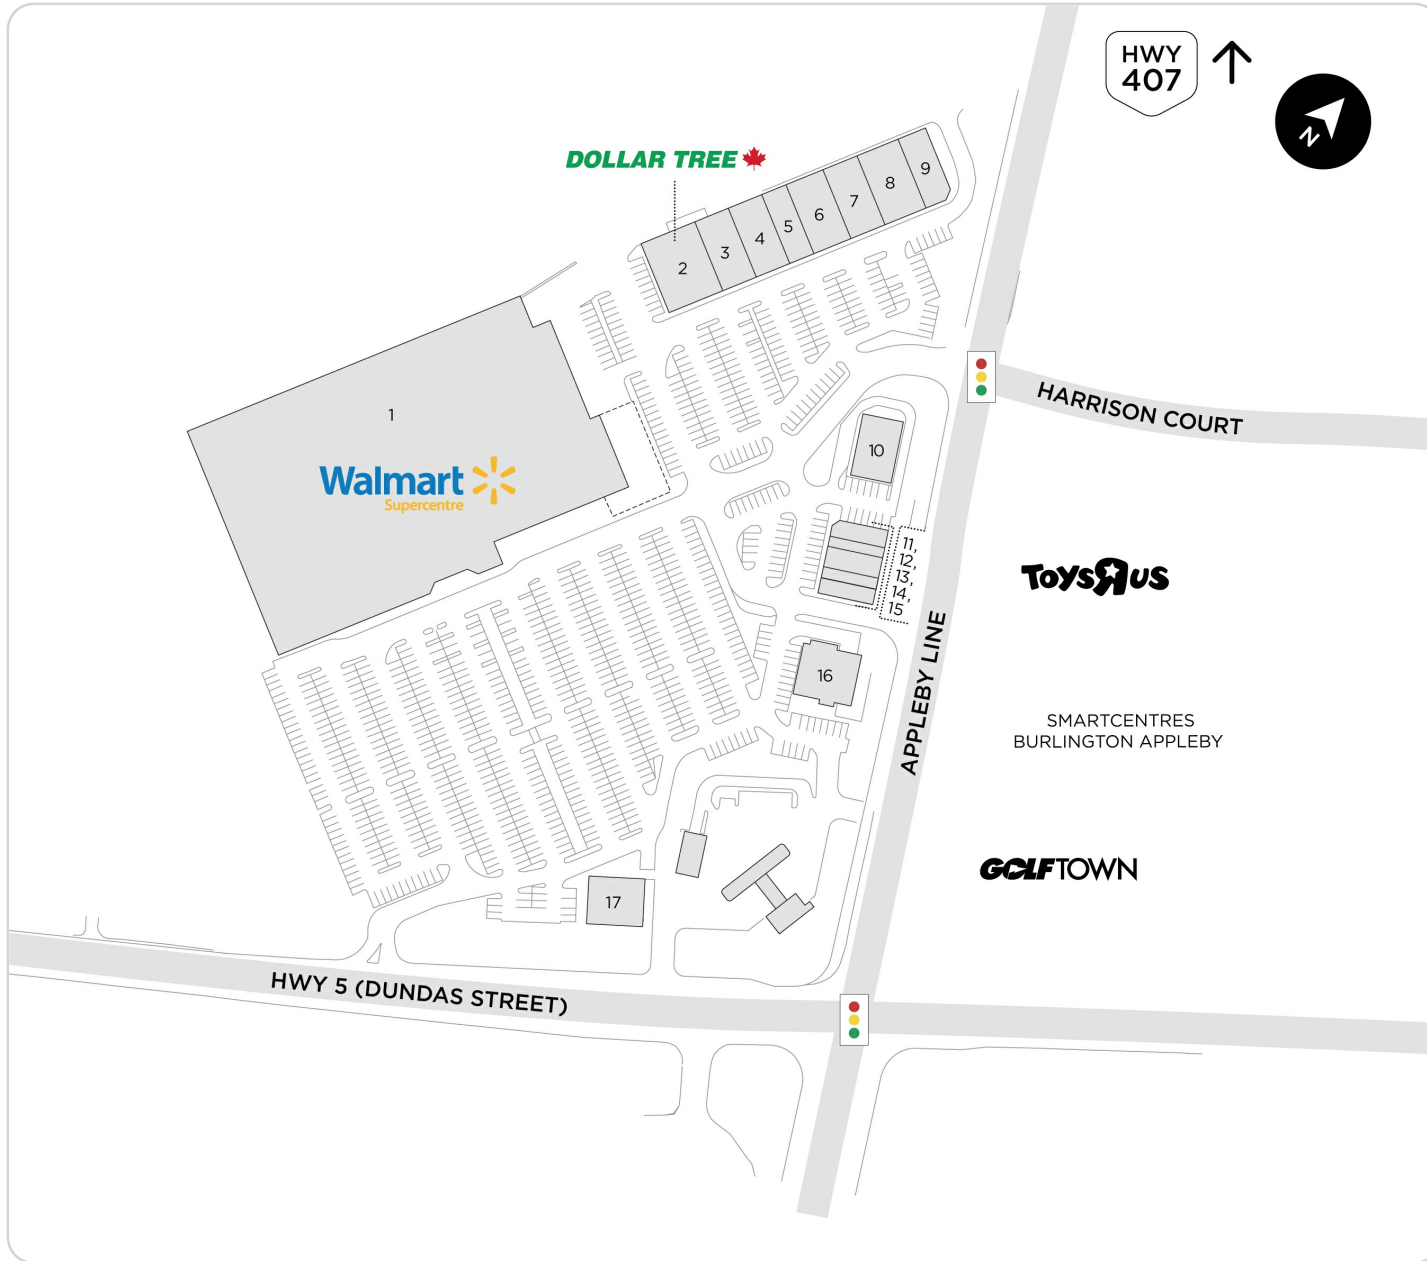 HWY
407
N
DOLLAR TREE
9
8
7
6
5
4
3
2
1
Walmart
Supercentre
HARRISON COURT
10
11,
12,
13,
14,
15
TOYS R US
APPLEBY LINE
16
SMARTCENTRES
BURLINGTON APPLEBY
GOLFTOWN
17
HWY 5 (DUNDAS STREET)